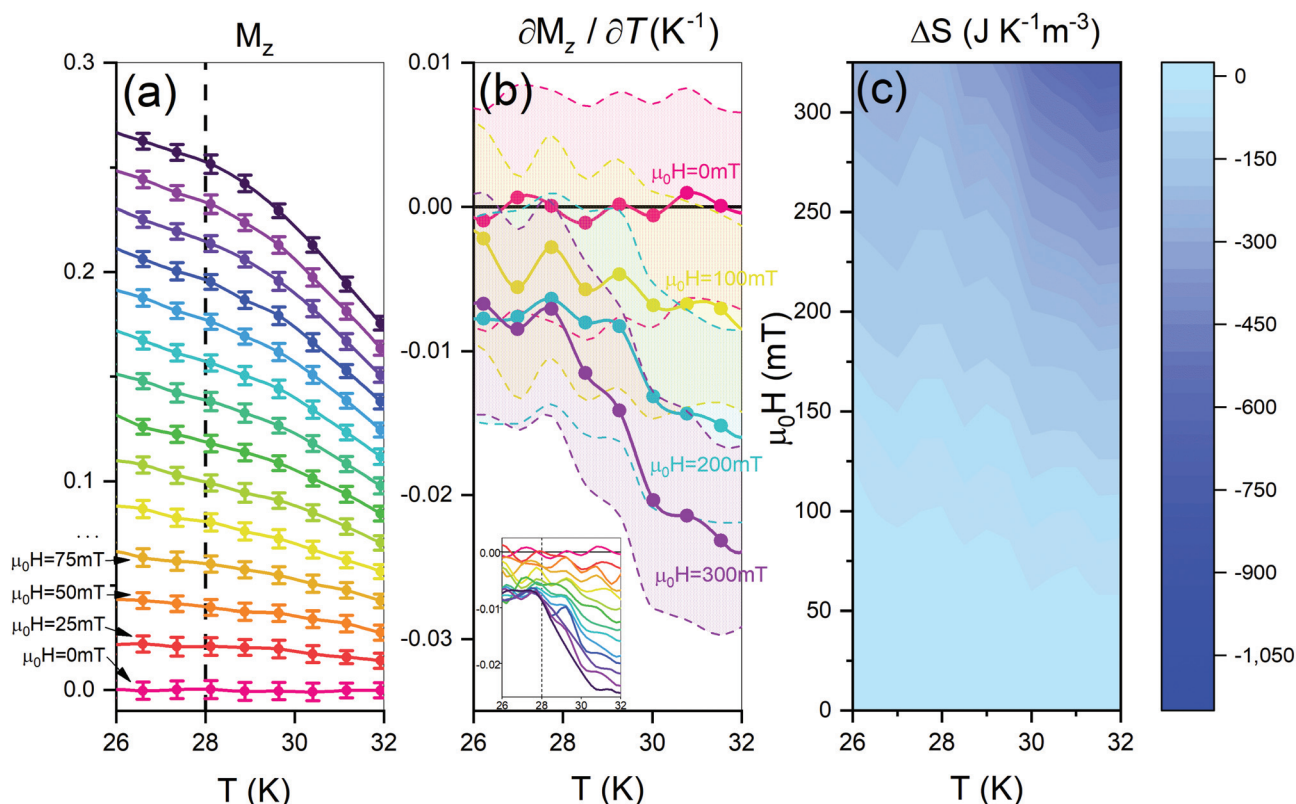 M_z
∂M_z / ∂T(K⁻¹)
ΔS (J K⁻¹m⁻³)
(a)
(b)
(c)
0.3
0.2
0.1
0.0
...
μ₀H=75mT
μ₀H=50mT
μ₀H=25mT
μ₀H=0mT
26 28 30 32
T (K)
0.01
0.00
-0.01
-0.02
-0.03
μ₀H=0mT
μ₀H=100mT
μ₀H=200mT
μ₀H=300mT
0.00
-0.01
-0.02
26 28 30 32
26 28 30 32
T (K)
μ₀H (mT)
300
250
200
150
100
50
0
26 28 30 32
T (K)
0
-150
-300
-450
-600
-750
-900
-1,050